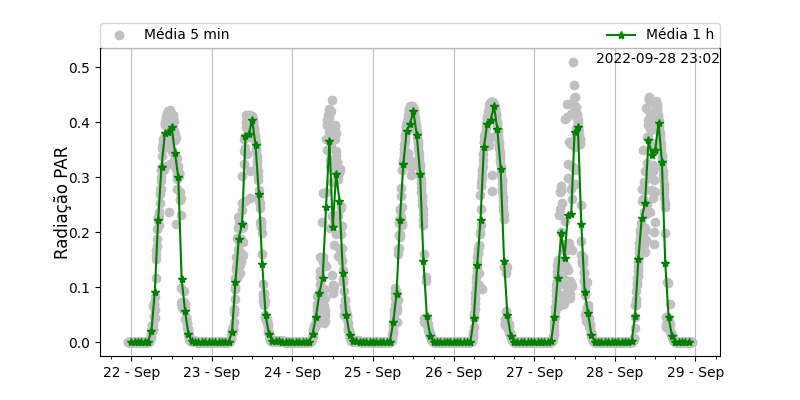 Média 5 min Média 1 h
2022-09-28 23:02
Radiação PAR
0.5
0.4
0.3
0.2
0.1
0.0
22 - Sep 23 - Sep 24 - Sep 25 - Sep 26 - Sep 27 - Sep 28 - Sep 29 - Sep